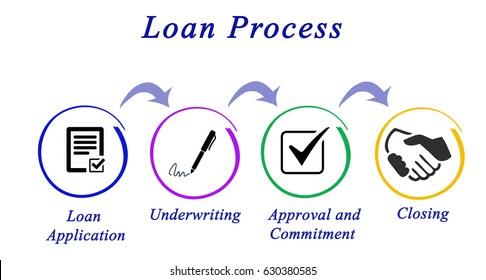 Loan Process
Loan
Application
Underwriting
Approval and
Commitment
Closing
shutterstock.com · 630380585